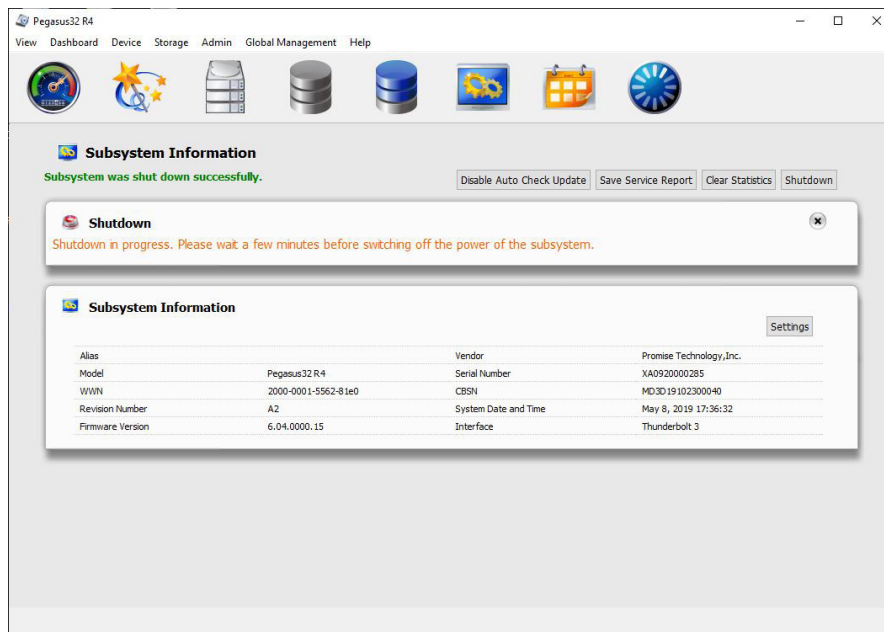 Pegasus32 R4
View Dashboard Device Storage Admin Global Management Help
Subsystem Information
Subsystem was shut down successfully.
Disable Auto Check Update Save Service Report Clear Statistics Shutdown
Shutdown
Shutdown in progress. Please wait a few minutes before switching off the power of the subsystem.
Subsystem Information
Settings
Alias Vendor Promise Technology,Inc.
Model Pegasus32 R4 Serial Number XA0920000285
WWN 2000-0001-5562-81e0 CBSN MD3D19102300040
Revision Number A2 System Date and Time May 8, 2019 17:36:32
Firmware Version 6.04.0000.15 Interface Thunderbolt 3